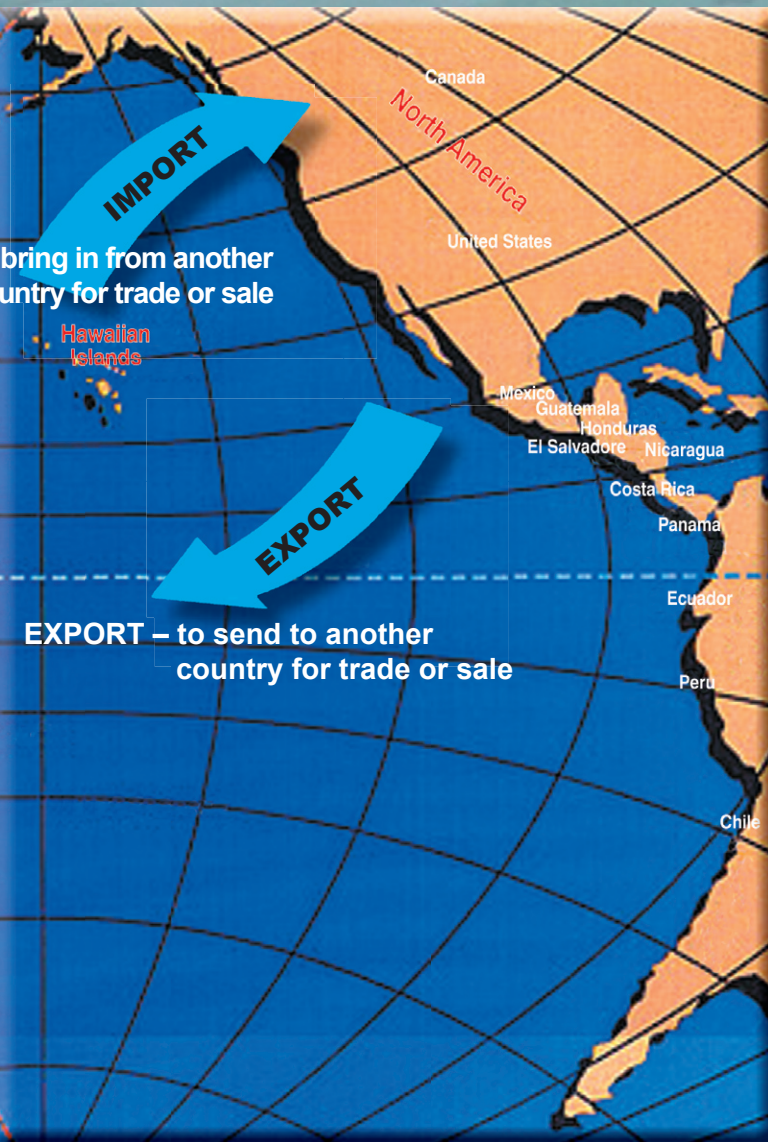 Canada
North America
IMPORT
United States
bring in from another
country for trade or sale
Hawaiian
Islands
Mexico
Guatemala
Honduras
El Salvador
Nicaragua
Costa Rica
Panama
EXPORT
Ecuador
EXPORT – to send to another
country for trade or sale
Peru
Chile